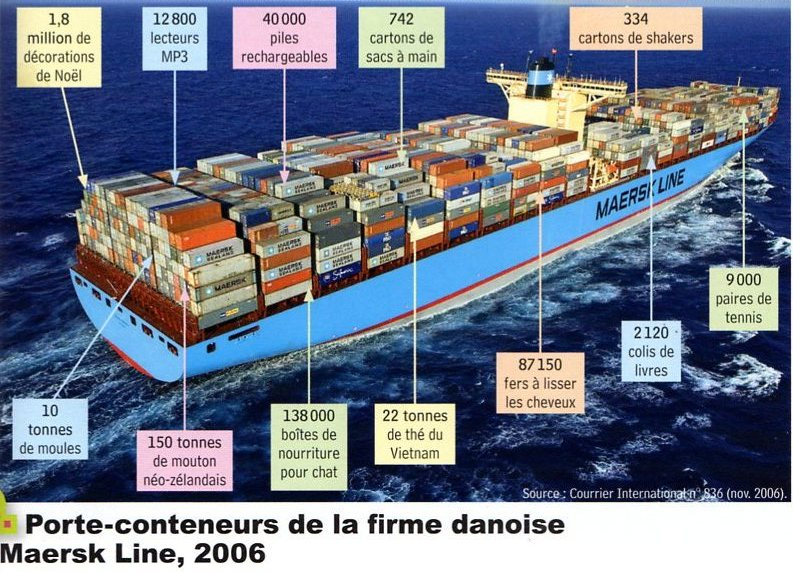 1,8
million de
décorations
de Noël
12 800
lecteurs
MP3
40 000
piles
rechargeables
742
cartons de
sacs à main
334
cartons de shakers
MAERSK LINE
MAERSK
MAERSK
SEALAND
9 000
paires de
tennis
2 120
colis de
livres
87 150
fers à lisser
les cheveux
10
tonnes
de moules
150 tonnes
de mouton
néo-zélandais
138 000
boîtes de
nourriture
pour chat
22 tonnes
de thé du
Vietnam
Source : Courrier International n° 836 (nov. 2006).
Porte-conteneurs de la firme danoise
Maersk Line, 2006